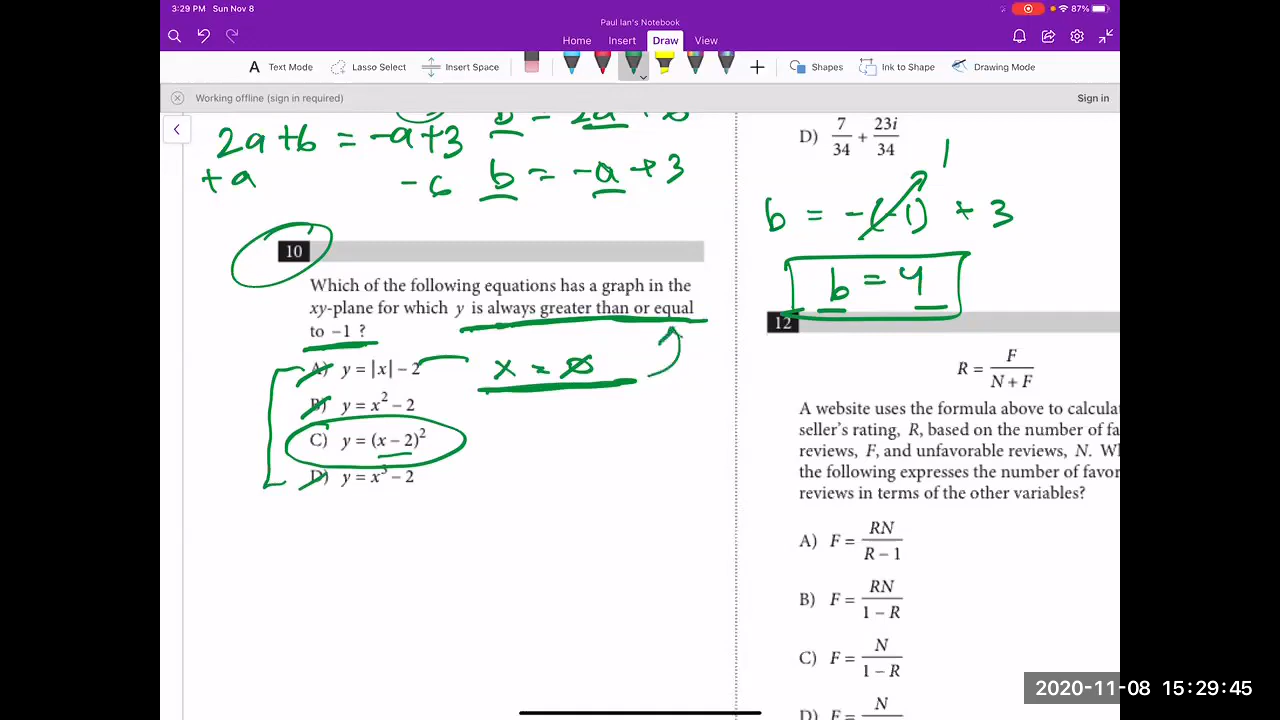 3:29 PM Sun Nov 8
87%
Paul Ian's Notebook
Home Insert Draw View
Text Mode Lasso Select Insert Space Shapes Ink to Shape Drawing Mode
Working offline (sign in required) Sign in
2a+b = -a+3
+a -6
b = -a+3
10
Which of the following equations has a graph in the
xy-plane for which y is always greater than or equal
to −1 ?
A) y = |x| − 2
x = 0
B) y = x² − 2
C) y = (x − 2)²
D) y = x³ − 2
D) 7/34 + 23i/34
1
b = -(-1) + 3
b = 4
12
R = F/(N + F)
A website uses the formula above to calcula
seller's rating, R, based on the number of fa
reviews, F, and unfavorable reviews, N. W
the following expresses the number of favor
reviews in terms of the other variables?
A) F = RN/(R − 1)
B) F = RN/(1 − R)
C) F = N/(1 − R)
D) F = N
2020-11-08 15:29:45